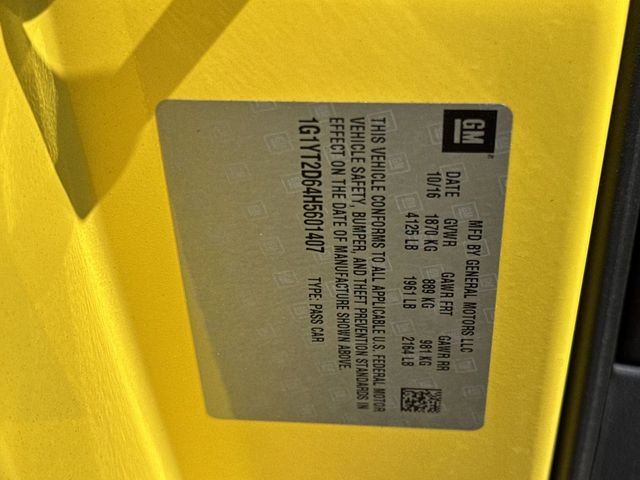 GM
MFD BY GENERAL MOTORS LLC
DATE GVWR GAWR FRT GAWR RR
10/16 1870 KG 889 KG 981 KG
4125 LB 1961 LB 2164 LB
THIS VEHICLE CONFORMS TO ALL APPLICABLE U.S. FEDERAL MOTOR
VEHICLE SAFETY, BUMPER, AND THEFT PREVENTION STANDARDS IN
EFFECT ON THE DATE OF MANUFACTURE SHOWN ABOVE.
1G1YT2D64H5601407 TYPE: PASS CAR